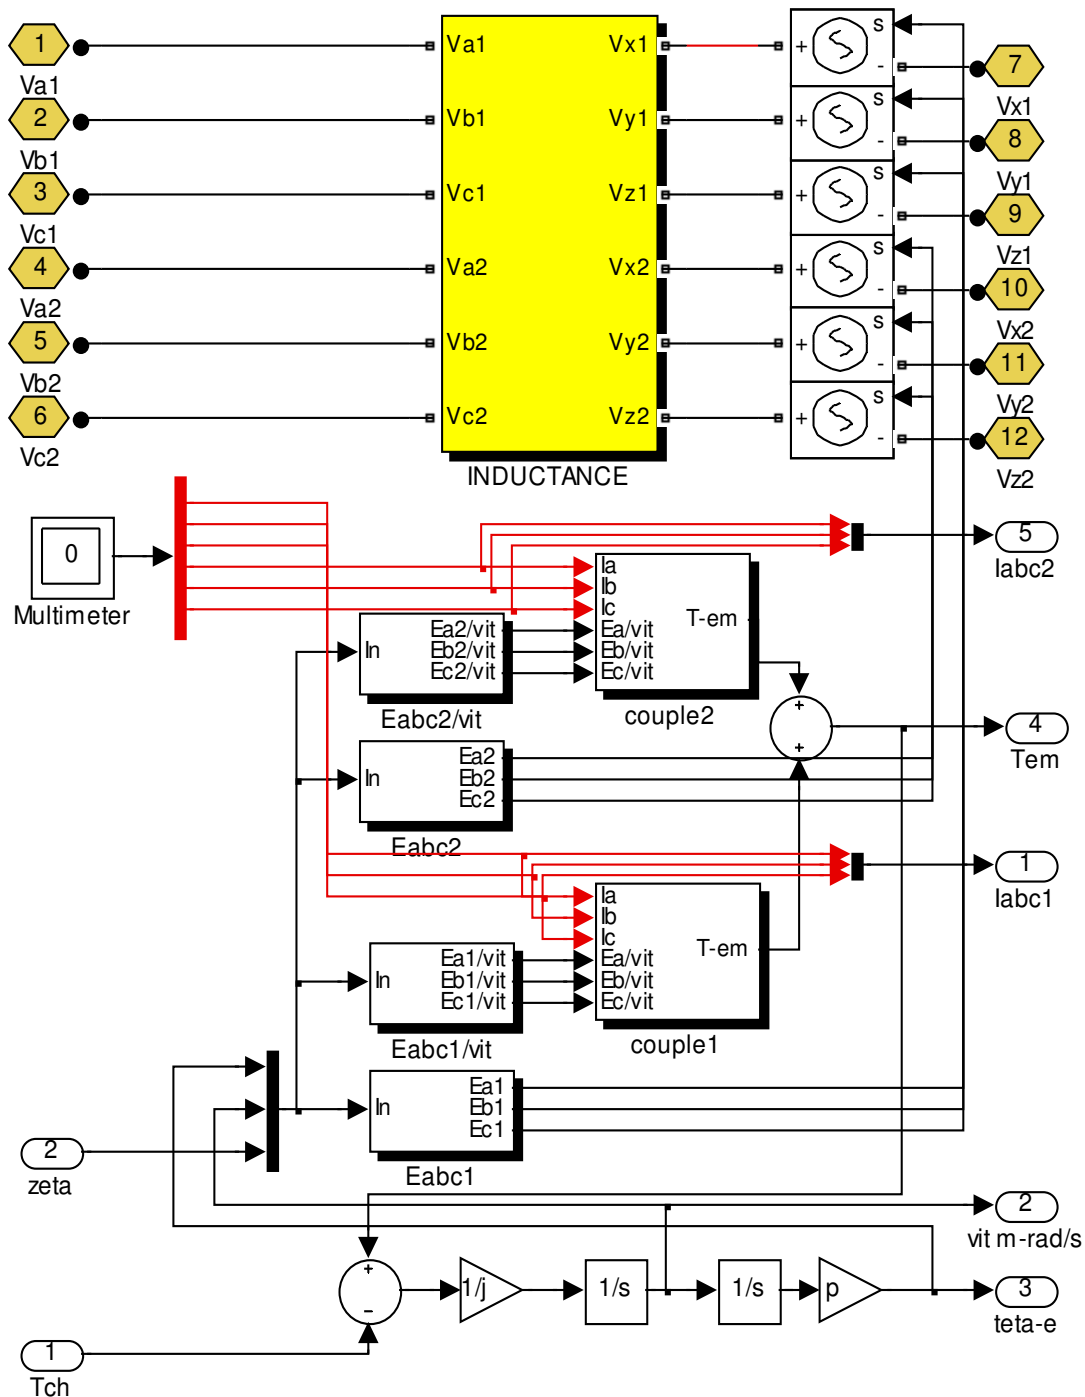 1
Va1
2
Vb1
3
Vc1
4
Va2
5
Vb2
6
Vc2
Va1
Vb1
Vc1
Va2
Vb2
Vc2
Vx1
Vy1
Vz1
Vx2
Vy2
Vz2
INDUCTANCE
+ s -
+ s -
+ s -
+ s -
+ s -
+ s -
7
Vx1
8
Vy1
9
Vz1
10
Vx2
11
Vy2
12
Vz2
0
Multimeter
Ia
Ib
Ic
Ea/vit
Eb/vit
Ec/vit
T-em
couple2
5
Iabc2
In
Ea2/vit
Eb2/vit
Ec2/vit
Eabc2/vit
+
+
4
Tem
In
Ea2
Eb2
Ec2
Eabc2
1
Iabc1
Ia
Ib
Ic
Ea/vit
Eb/vit
Ec/vit
T-em
couple1
In
Ea1/vit
Eb1/vit
Ec1/vit
Eabc1/vit
In
Ea1
Eb1
Ec1
Eabc1
2
zeta
2
vit m-rad/s
+
−
1/j
1/s
1/s
p
3
teta-e
1
Tch